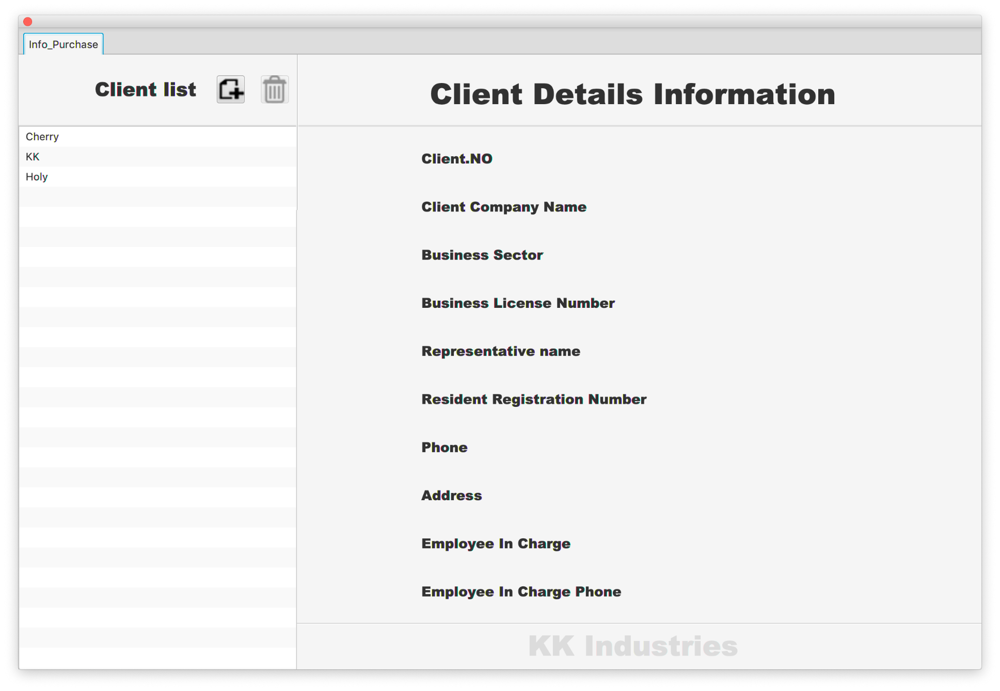 Info_Purchase
Client list
Cherry
KK
Holy
Client Details Information
Client.NO
Client Company Name
Business Sector
Business License Number
Representative name
Resident Registration Number
Phone
Address
Employee In Charge
Employee In Charge Phone
KK Industries